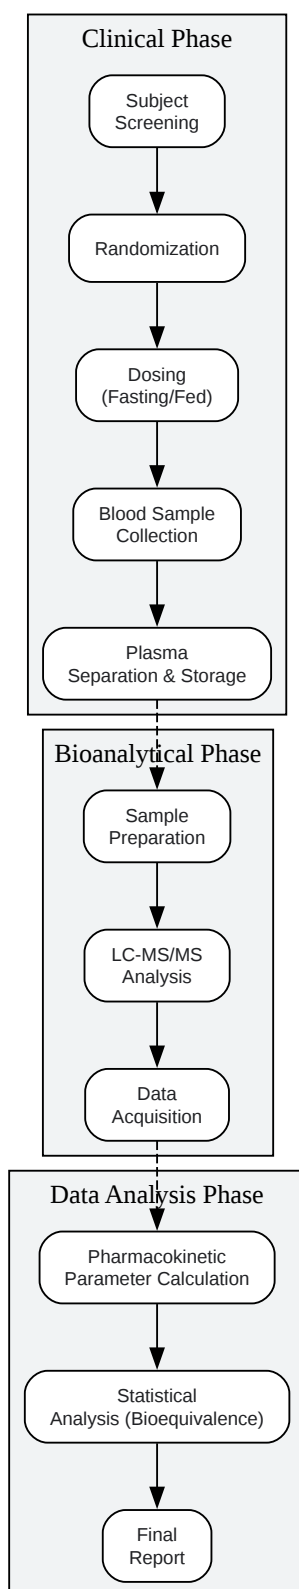 Clinical Phase
Subject
Screening
Randomization
Dosing
(Fasting/Fed)
Blood Sample
Collection
Plasma
Separation & Storage
Bioanalytical Phase
Sample
Preparation
LC-MS/MS
Analysis
Data
Acquisition
Data Analysis Phase
Pharmacokinetic
Parameter Calculation
Statistical
Analysis (Bioequivalence)
Final
Report